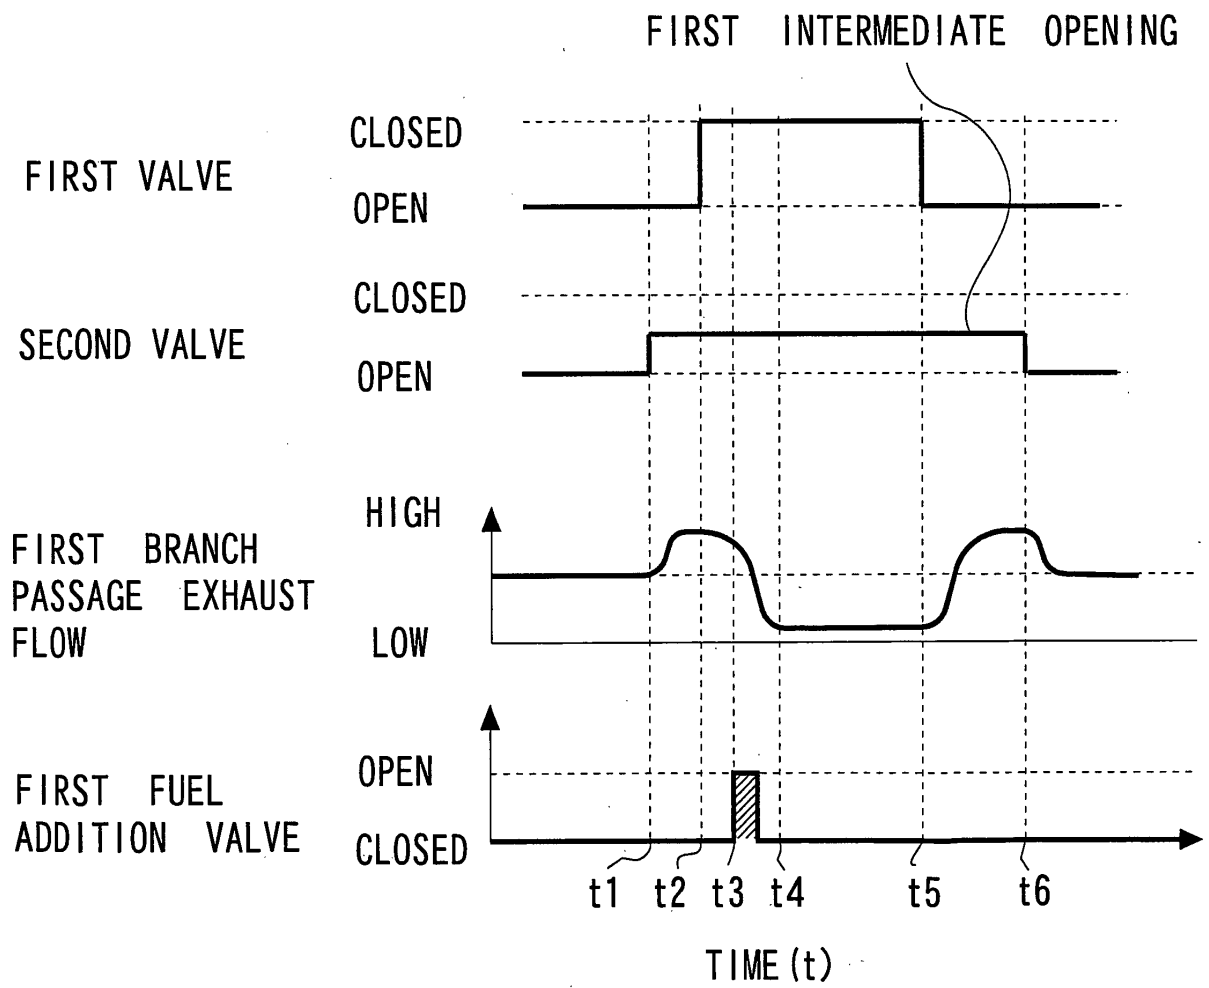 FIRST INTERMEDIATE OPENING
CLOSED
FIRST VALVE
OPEN
CLOSED
SECOND VALVE
OPEN
HIGH
FIRST BRANCH
PASSAGE EXHAUST
FLOW
LOW
OPEN
FIRST FUEL
ADDITION VALVE
CLOSED
t1 t2 t3 t4 t5 t6
TIME(t)